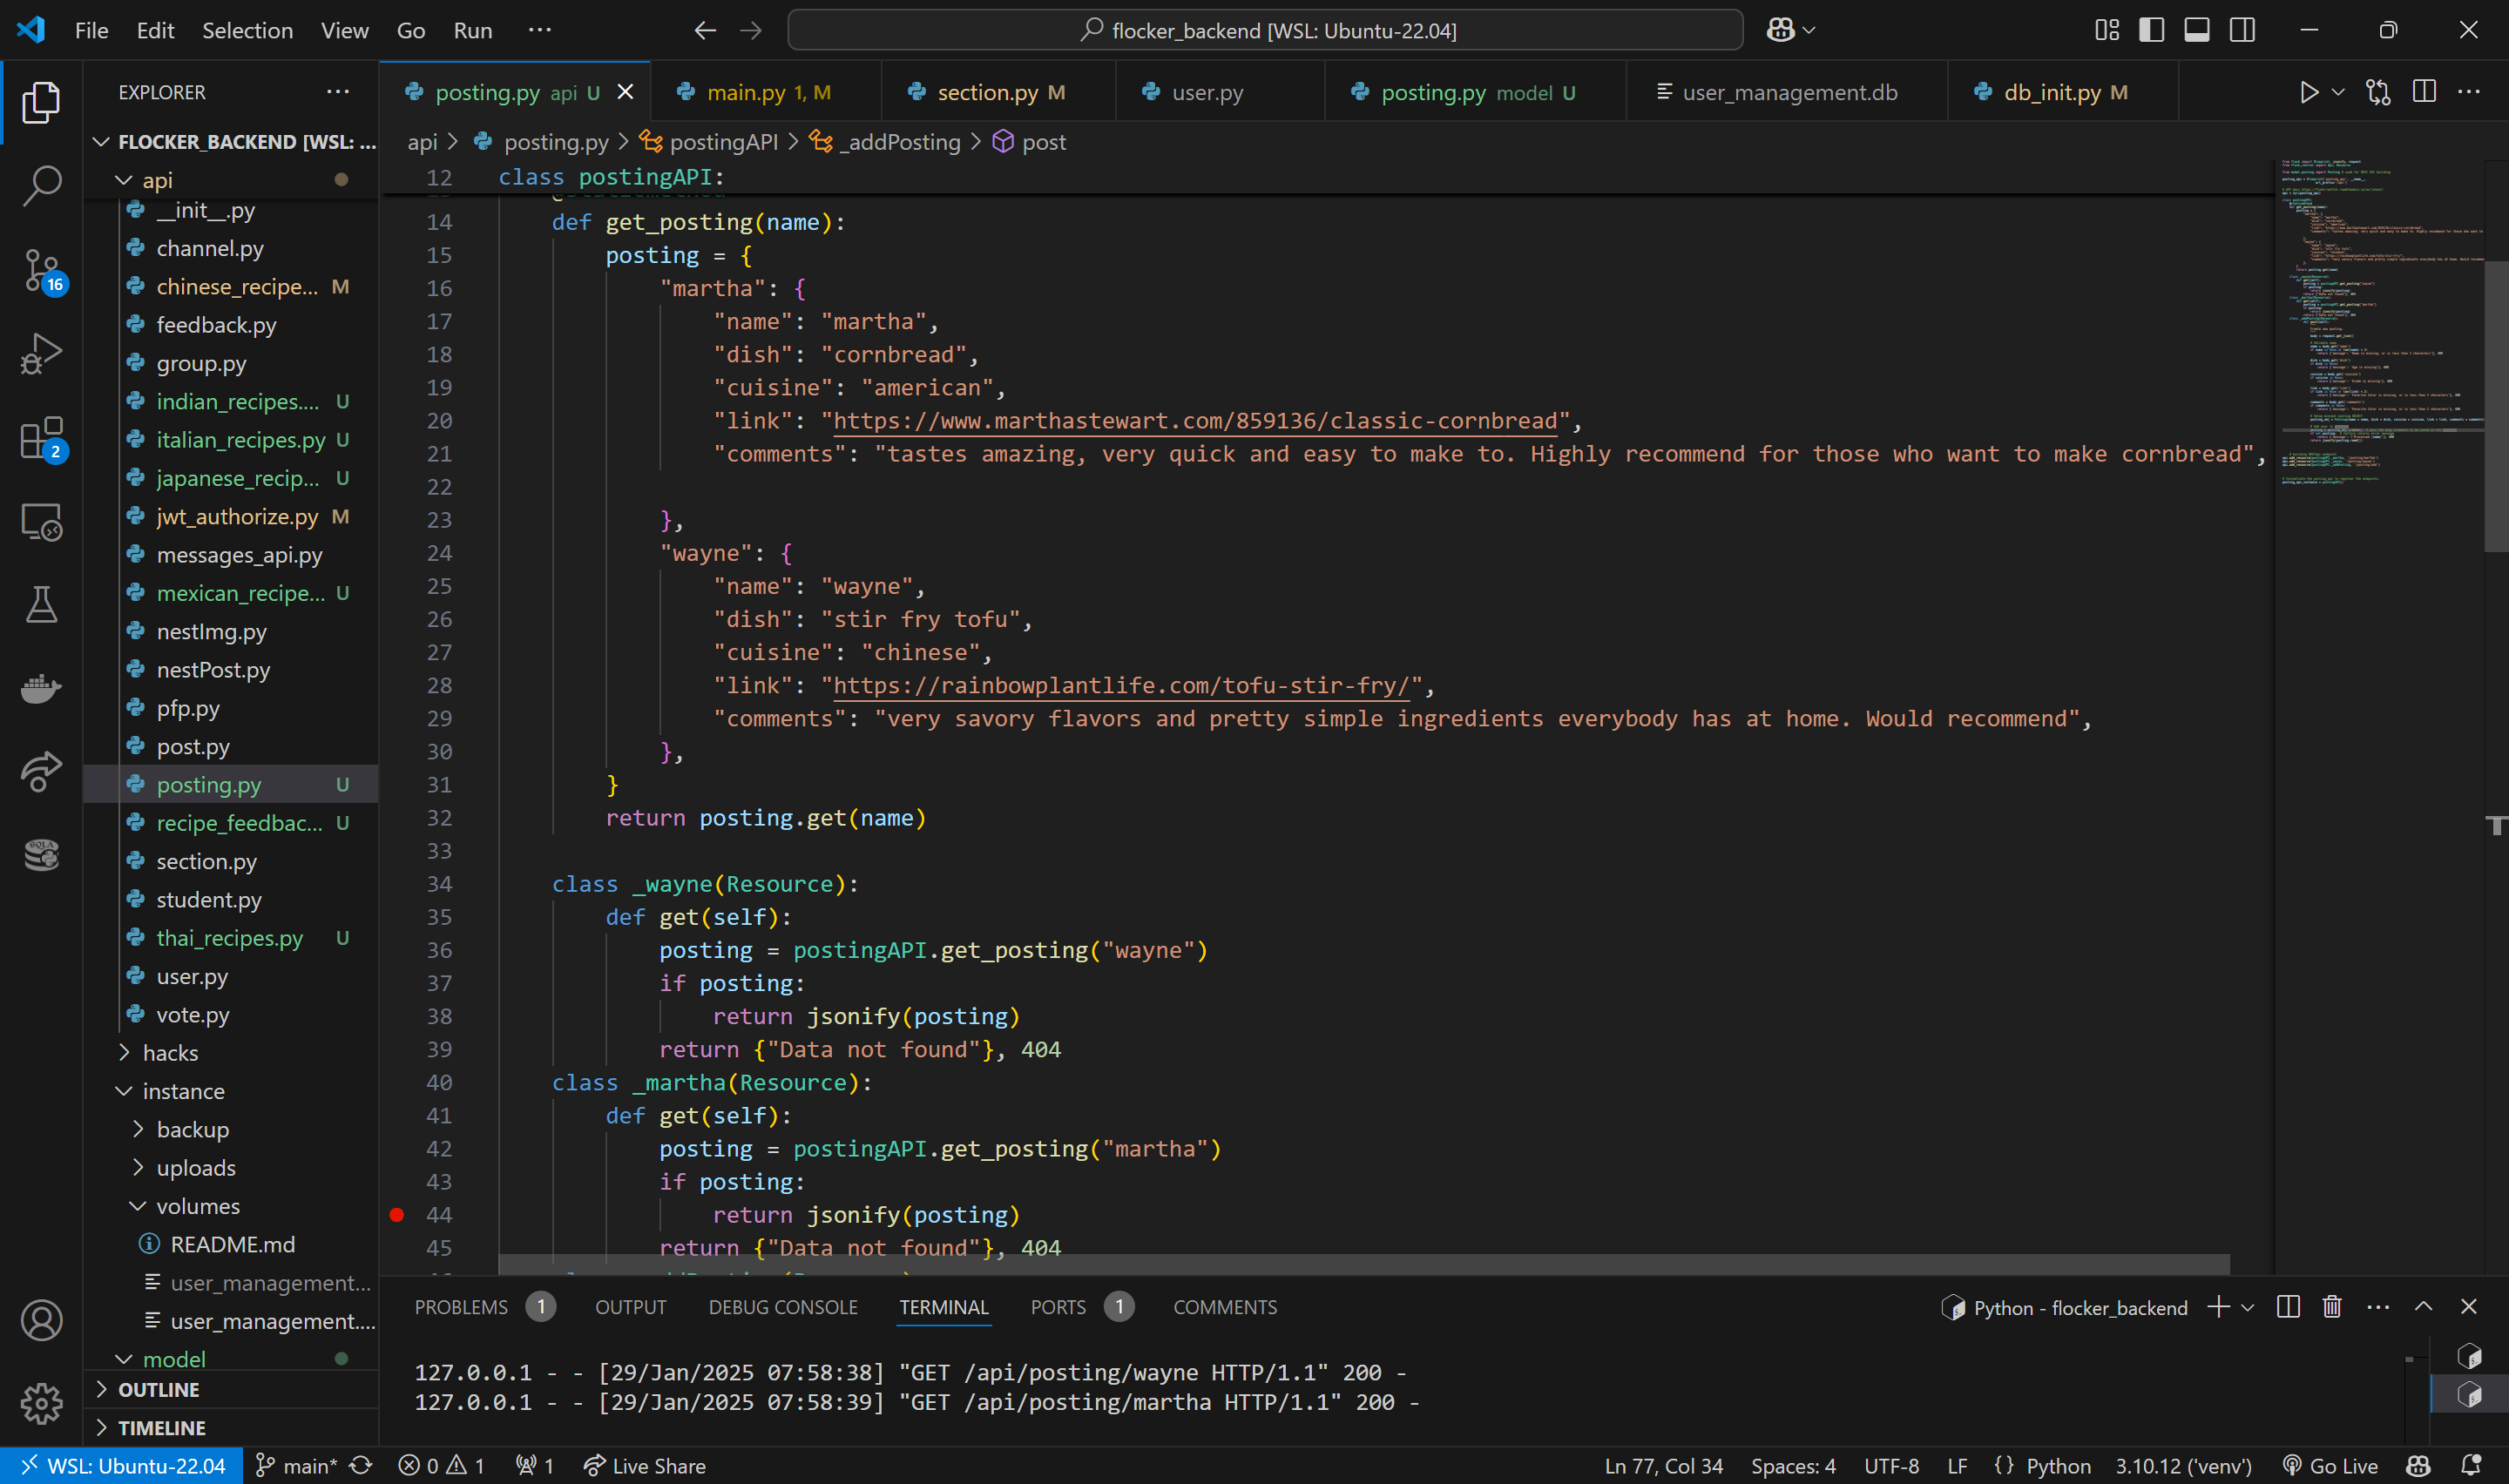 File Edit Selection View Go Run ···
flocker_backend [WSL: Ubuntu-22.04]
EXPLORER ···
FLOCKER_BACKEND [WSL: ...
api
__init__.py
channel.py
chinese_recipe... M
feedback.py
group.py
indian_recipes.... U
italian_recipes.py U
japanese_recip... U
jwt_authorize.py M
messages_api.py
mexican_recipe... U
nestImg.py
nestPost.py
pfp.py
post.py
posting.py U
recipe_feedbac... U
section.py
student.py
thai_recipes.py U
user.py
vote.py
hacks
instance
backup
uploads
volumes
README.md
user_management...
user_management....
model
OUTLINE
TIMELINE
16
2
posting.py api U
main.py 1, M
section.py M
user.py
posting.py model U
user_management.db
db_init.py M
api > posting.py > postingAPI > _addPosting > post
12 class postingAPI:
14 def get_posting(name):
15 posting = {
16 "martha": {
17 "name": "martha",
18 "dish": "cornbread",
19 "cuisine": "american",
20 "link": "https://www.marthastewart.com/859136/classic-cornbread",
21 "comments": "tastes amazing, very quick and easy to make to. Highly recommend for those who want to make cornbread",
22
23 },
24 "wayne": {
25 "name": "wayne",
26 "dish": "stir fry tofu",
27 "cuisine": "chinese",
28 "link": "https://rainbowplantlife.com/tofu-stir-fry/",
29 "comments": "very savory flavors and pretty simple ingredients everybody has at home. Would recommend",
30 },
31 }
32 return posting.get(name)
33
34 class _wayne(Resource):
35 def get(self):
36 posting = postingAPI.get_posting("wayne")
37 if posting:
38 return jsonify(posting)
39 return {"Data not found"}, 404
40 class _martha(Resource):
41 def get(self):
42 posting = postingAPI.get_posting("martha")
43 if posting:
44 return jsonify(posting)
45 return {"Data not found"}, 404
PROBLEMS 1 OUTPUT DEBUG CONSOLE TERMINAL PORTS 1 COMMENTS
Python - flocker_backend
127.0.0.1 - - [29/Jan/2025 07:58:38] "GET /api/posting/wayne HTTP/1.1" 200 -
127.0.0.1 - - [29/Jan/2025 07:58:39] "GET /api/posting/martha HTTP/1.1" 200 -
WSL: Ubuntu-22.04 main* 0 1 1 Live Share
Ln 77, Col 34 Spaces: 4 UTF-8 LF {} Python 3.10.12 ('venv') Go Live